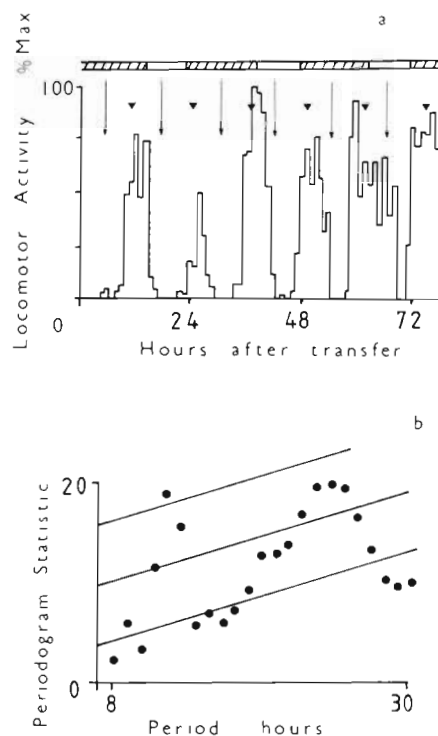 a
Locomotor Activity % Max
100
0
24 48 72
Hours after transfer
b
Periodogram Statistic
20
0
8 30
Period hours